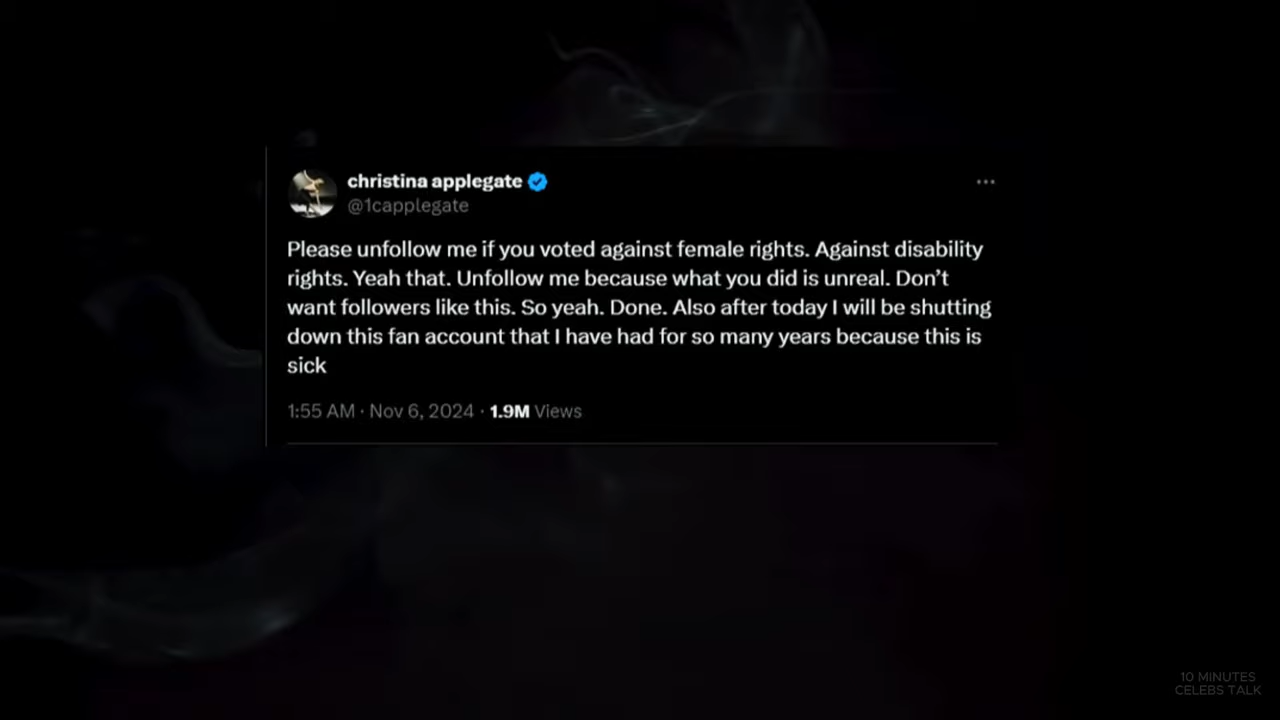 christina applegate
@1capplegate
Please unfollow me if you voted against female rights. Against disability
rights. Yeah that. Unfollow me because what you did is unreal. Don’t
want followers like this. So yeah. Done. Also after today I will be shutting
down this fan account that I have had for so many years because this is
sick
1:55 AM · Nov 6, 2024 · 1.9M Views
10 MINUTES
CELEBS TALK